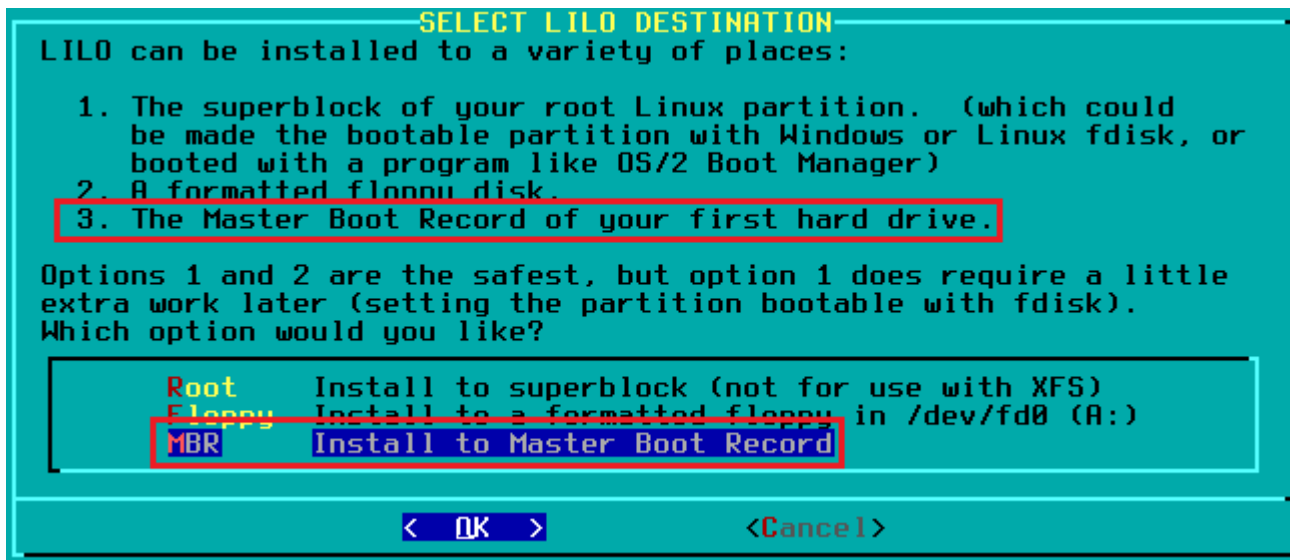 SELECT LILO DESTINATION
LILO can be installed to a variety of places:
1. The superblock of your root Linux partition.  (which could
be made the bootable partition with Windows or Linux fdisk, or
booted with a program like OS/2 Boot Manager)
2. A formatted floppy disk.
3. The Master Boot Record of your first hard drive.
Options 1 and 2 are the safest, but option 1 does require a little
extra work later (setting the partition bootable with fdisk).
Which option would you like?
Root    Install to superblock (not for use with XFS)
Floppy  Install to a formatted floppy in /dev/fd0 (A:)
MBR     Install to Master Boot Record
<  OK  >    <Cancel>